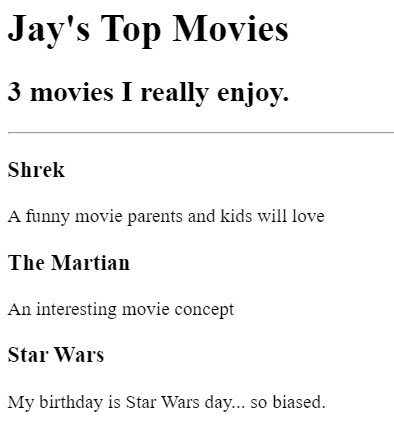 Jay's Top Movies
3 movies I really enjoy.
Shrek
A funny movie parents and kids will love
The Martian
An interesting movie concept
Star Wars
My birthday is Star Wars day... so biased.